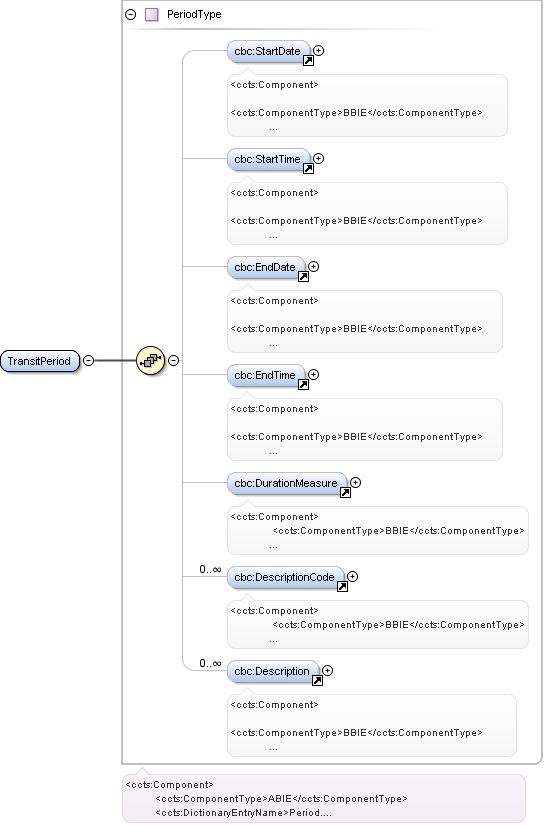 PeriodType
cbc:StartDate
<ccts:Component>
<ccts:ComponentType>BBIE</ccts:ComponentType>
...
cbc:StartTime
<ccts:Component>
<ccts:ComponentType>BBIE</ccts:ComponentType>
...
cbc:EndDate
<ccts:Component>
<ccts:ComponentType>BBIE</ccts:ComponentType>
...
TransitPeriod
cbc:EndTime
<ccts:Component>
<ccts:ComponentType>BBIE</ccts:ComponentType>
...
cbc:DurationMeasure
<ccts:Component>
<ccts:ComponentType>BBIE</ccts:ComponentType>
...
0..∞
cbc:DescriptionCode
<ccts:Component>
<ccts:ComponentType>BBIE</ccts:ComponentType>
...
0..∞
cbc:Description
<ccts:Component>
<ccts:ComponentType>BBIE</ccts:ComponentType>
...
<ccts:Component>
<ccts:ComponentType>ABIE</ccts:ComponentType>
<ccts:DictionaryEntryName>Period....